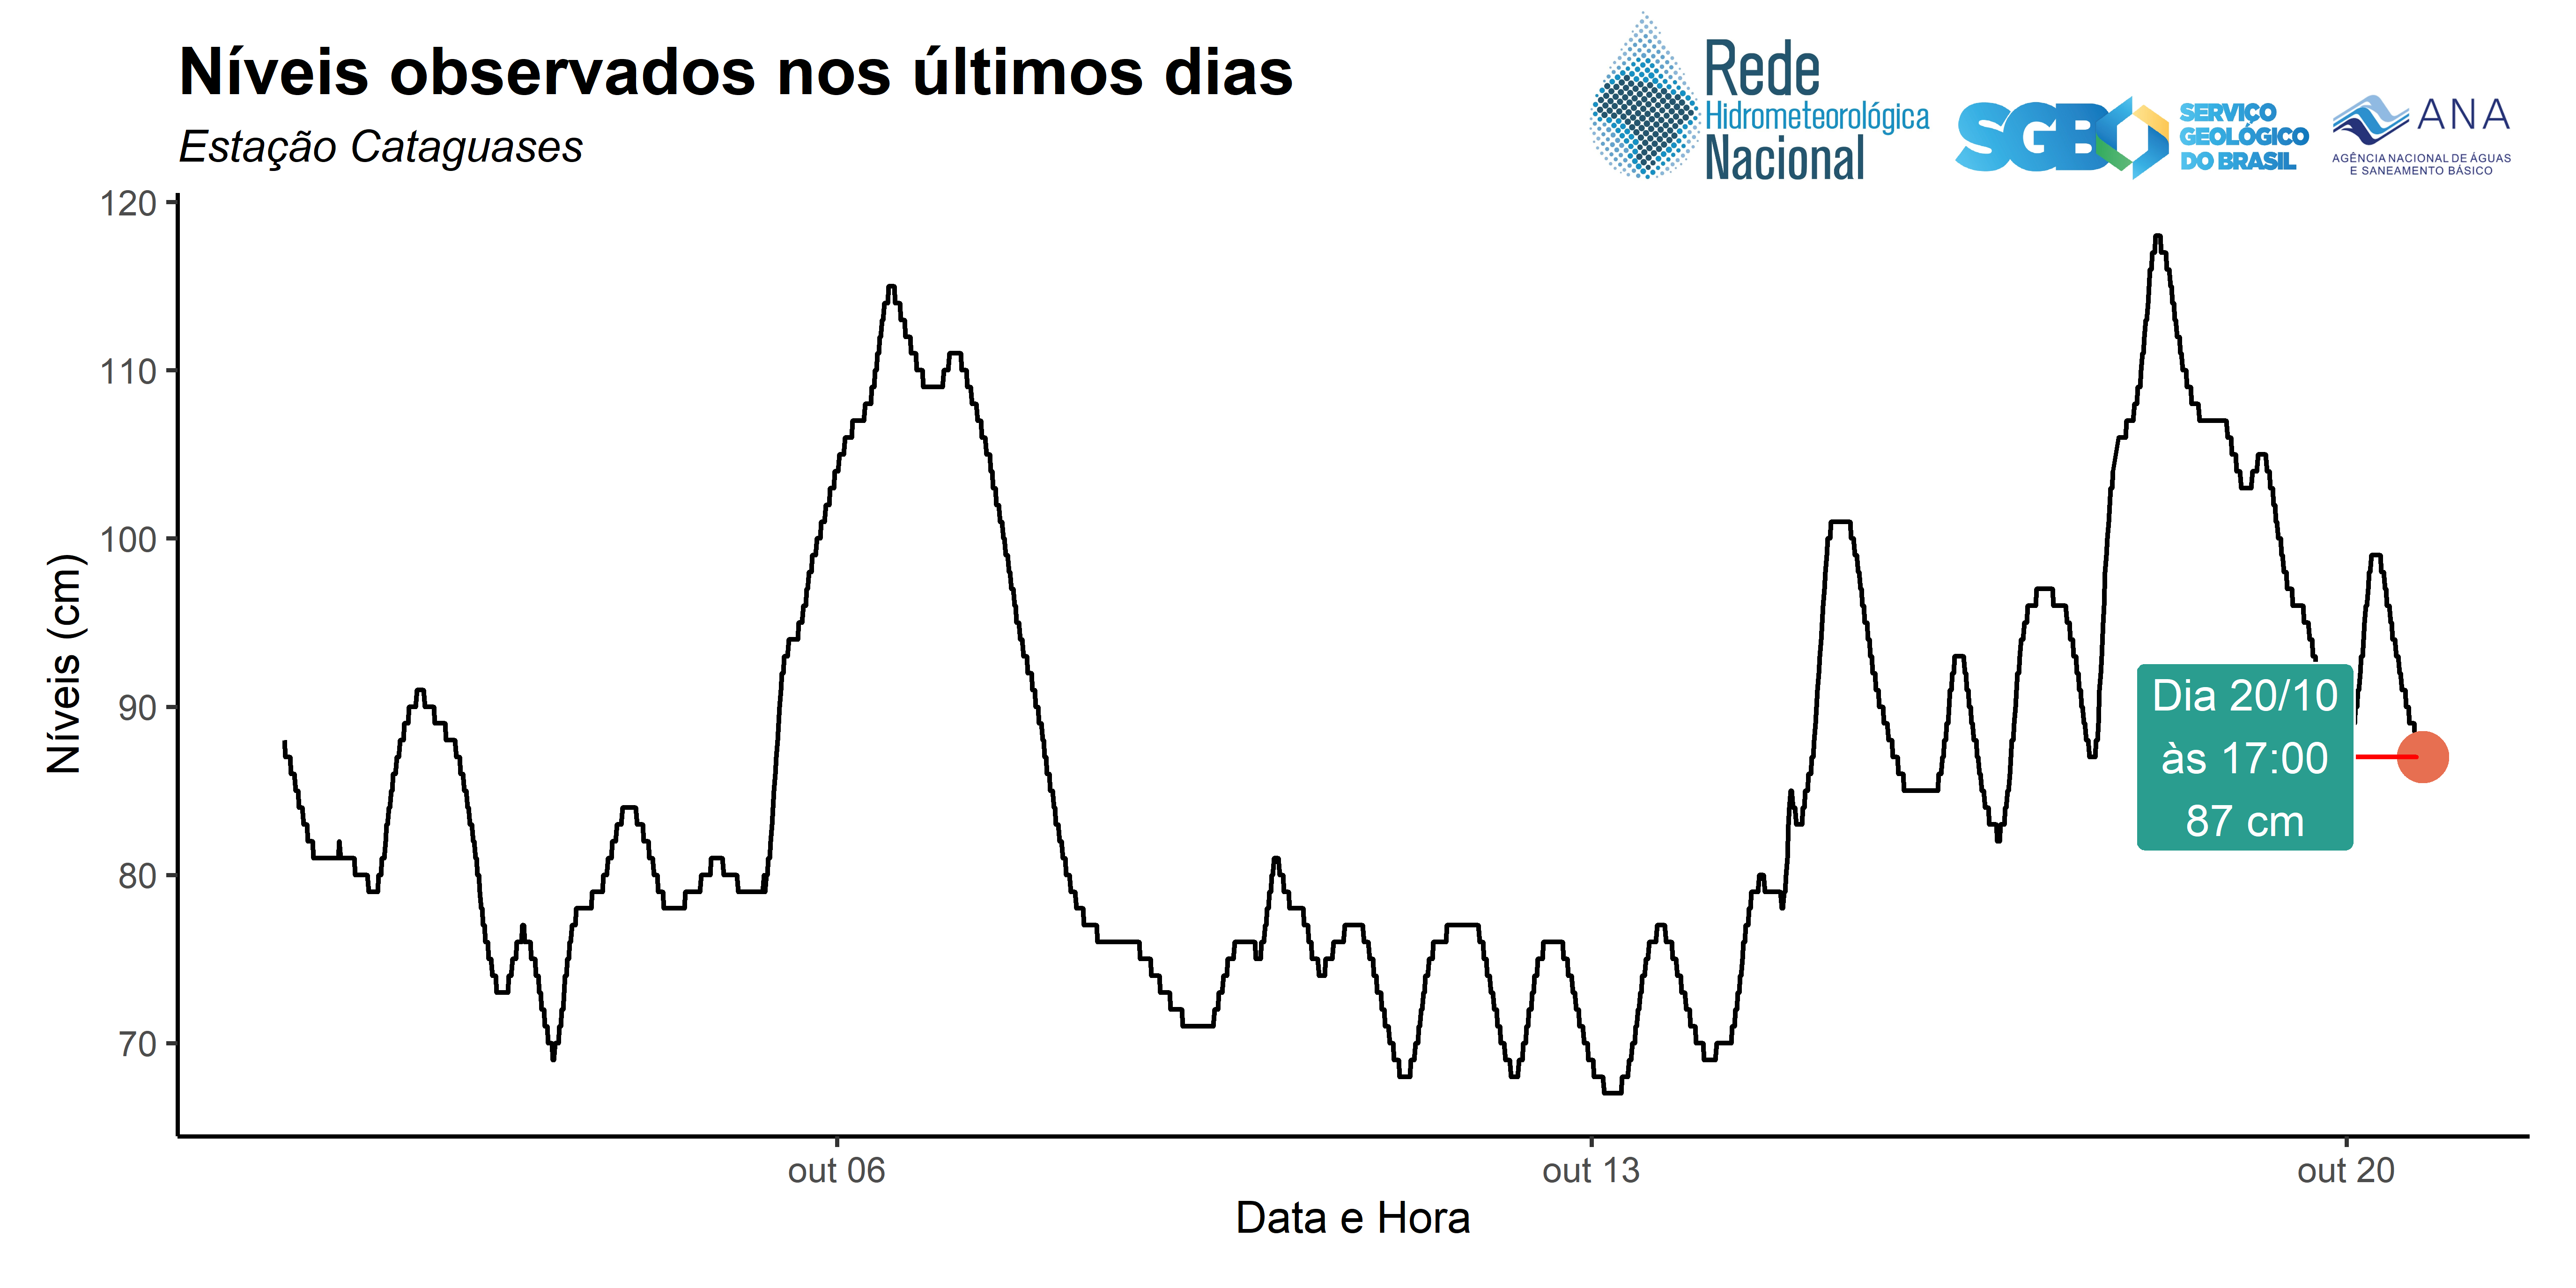 Níveis observados nos últimos dias
Estação Cataguases
Rede
Hidrometeorológica
Nacional
SGB
SERVIÇO
GEOLÓGICO
DO BRASIL
ANA
AGÊNCIA NACIONAL DE ÁGUAS
E SANEAMENTO BÁSICO
Níveis (cm)
120
110
100
90
80
70
Dia 20/10
às 17:00
87 cm
out 06
out 13
out 20
Data e Hora